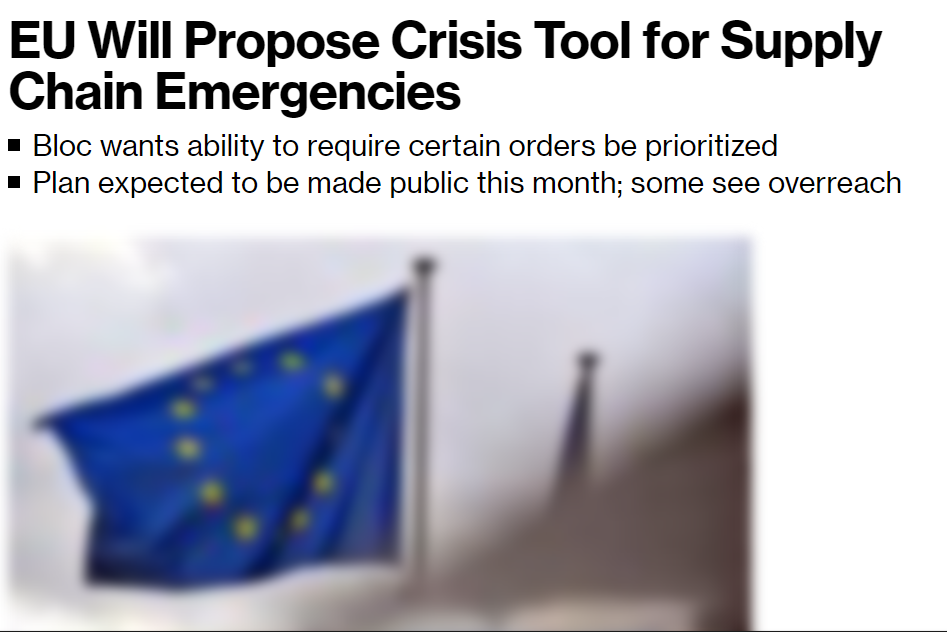 EU Will Propose Crisis Tool for Supply
Chain Emergencies
Bloc wants ability to require certain orders be prioritized
Plan expected to be made public this month; some see overreach